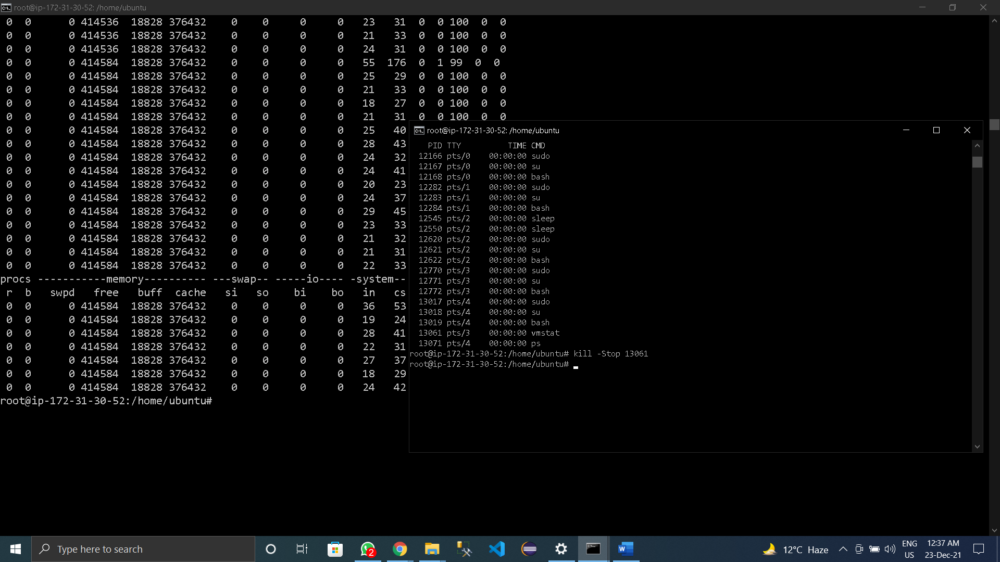 root@ip-172-31-30-52: /home/ubuntu
0 0 0 414536 18828 376432 0 0 0 0 23 31 0 0 100 0 0
0 0 0 414536 18828 376432 0 0 0 0 21 33 0 0 100 0 0
0 0 0 414536 18828 376432 0 0 0 0 24 31 0 0 100 0 0
0 0 0 414584 18828 376432 0 0 0 0 55 176 0 1 99 0 0
0 0 0 414584 18828 376432 0 0 0 0 25 29 0 0 100 0 0
0 0 0 414584 18828 376432 0 0 0 0 21 33 0 0 100 0 0
0 0 0 414584 18828 376432 0 0 0 0 18 27 0 0 100 0 0
0 0 0 414584 18828 376432 0 0 0 0 21 31 0 0 100 0 0
0 0 0 414584 18828 376432 0 0 0 0 25 40
0 0 0 414584 18828 376432 0 0 0 0 28 43
0 0 0 414584 18828 376432 0 0 0 0 24 32
0 0 0 414584 18828 376432 0 0 0 0 24 41
0 0 0 414584 18828 376432 0 0 0 0 20 23
0 0 0 414584 18828 376432 0 0 0 0 24 37
0 0 0 414584 18828 376432 0 0 0 0 29 45
0 0 0 414584 18828 376432 0 0 0 0 23 33
0 0 0 414584 18828 376432 0 0 0 0 21 32
0 0 0 414584 18828 376432 0 0 0 0 21 31
0 0 0 414584 18828 376432 0 0 0 0 22 33
procs -----------memory---------- ---swap-- -----io---- -system--
r b swpd free buff cache si so bi bo in cs
0 0 0 414584 18828 376432 0 0 0 0 36 53
0 0 0 414584 18828 376432 0 0 0 0 19 24
0 0 0 414584 18828 376432 0 0 0 0 28 41
0 0 0 414584 18828 376432 0 0 0 0 22 31
0 0 0 414584 18828 376432 0 0 0 0 27 37
0 0 0 414584 18828 376432 0 0 0 0 18 29
0 0 0 414584 18828 376432 0 0 0 0 24 42
root@ip-172-31-30-52:/home/ubuntu#
root@ip-172-31-30-52: /home/ubuntu
PID TTY TIME CMD
12166 pts/0 00:00:00 sudo
12167 pts/0 00:00:00 su
12168 pts/0 00:00:00 bash
12282 pts/1 00:00:00 sudo
12283 pts/1 00:00:00 su
12284 pts/1 00:00:00 bash
12545 pts/2 00:00:00 sleep
12550 pts/2 00:00:00 sleep
12620 pts/2 00:00:00 sudo
12621 pts/2 00:00:00 su
12622 pts/2 00:00:00 bash
12770 pts/3 00:00:00 sudo
12771 pts/3 00:00:00 su
12772 pts/3 00:00:00 bash
13017 pts/4 00:00:00 sudo
13018 pts/4 00:00:00 su
13019 pts/4 00:00:00 bash
13061 pts/3 00:00:00 vmstat
13071 pts/4 00:00:00 ps
root@ip-172-31-30-52:/home/ubuntu# kill -Stop 13061
root@ip-172-31-30-52:/home/ubuntu#
Type here to search
2
12°C Haze
ENG
US
12:37 AM
23-Dec-21